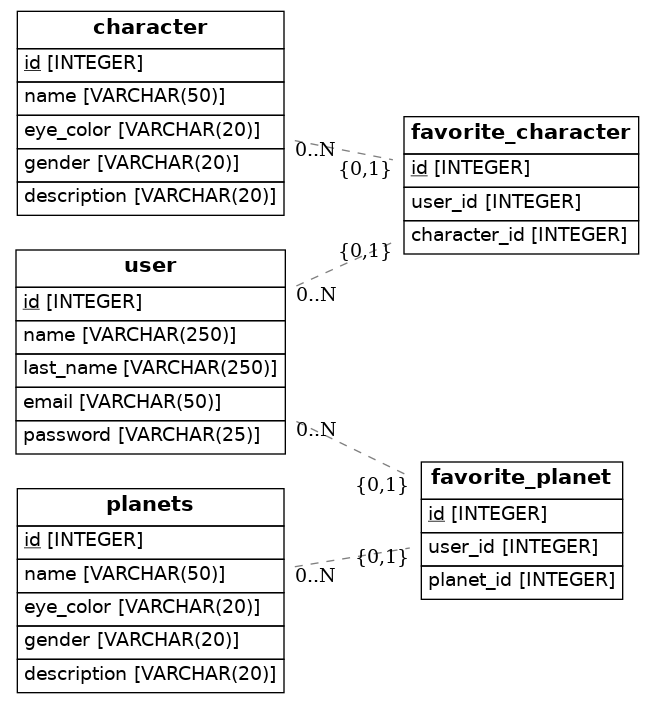 character
id [INTEGER]
name [VARCHAR(50)]
eye_color [VARCHAR(20)]
gender [VARCHAR(20)]
description [VARCHAR(20)]
0..N
{0,1}
favorite_character
id [INTEGER]
user_id [INTEGER]
character_id [INTEGER]
{0,1}
0..N
user
id [INTEGER]
name [VARCHAR(250)]
last_name [VARCHAR(250)]
email [VARCHAR(50)]
password [VARCHAR(25)]
0..N
{0,1}
favorite_planet
id [INTEGER]
user_id [INTEGER]
planet_id [INTEGER]
{0,1}
0..N
planets
id [INTEGER]
name [VARCHAR(50)]
eye_color [VARCHAR(20)]
gender [VARCHAR(20)]
description [VARCHAR(20)]